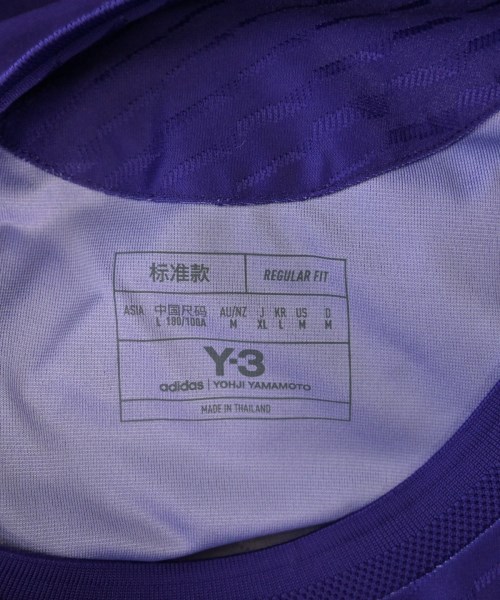 标准款 REGULAR FIT
ASIA 中国尺码 AU/NZ J KR US D
L 180/100A M XL L M M
Y-3
adidas | YOHJI YAMAMOTO
MADE IN THAILAND